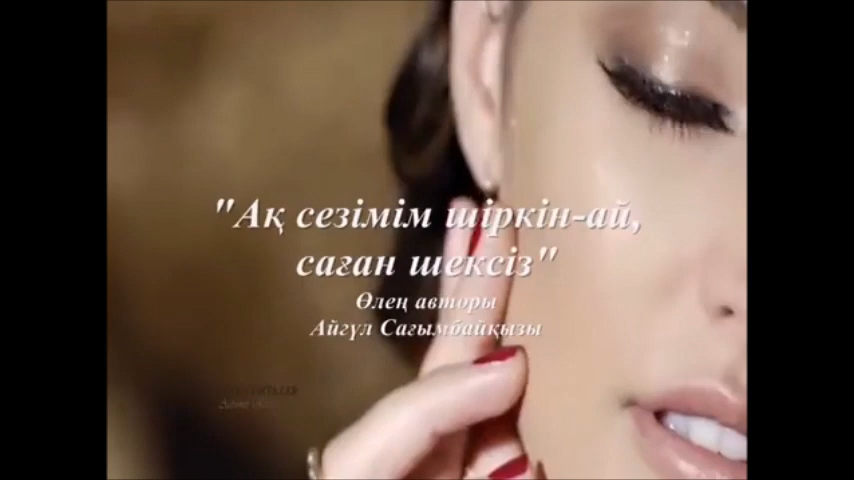 "Ақ сезімім шіркін-ай,
саған шексіз"
Өлең авторы
Айгүл Сағымбайқызы